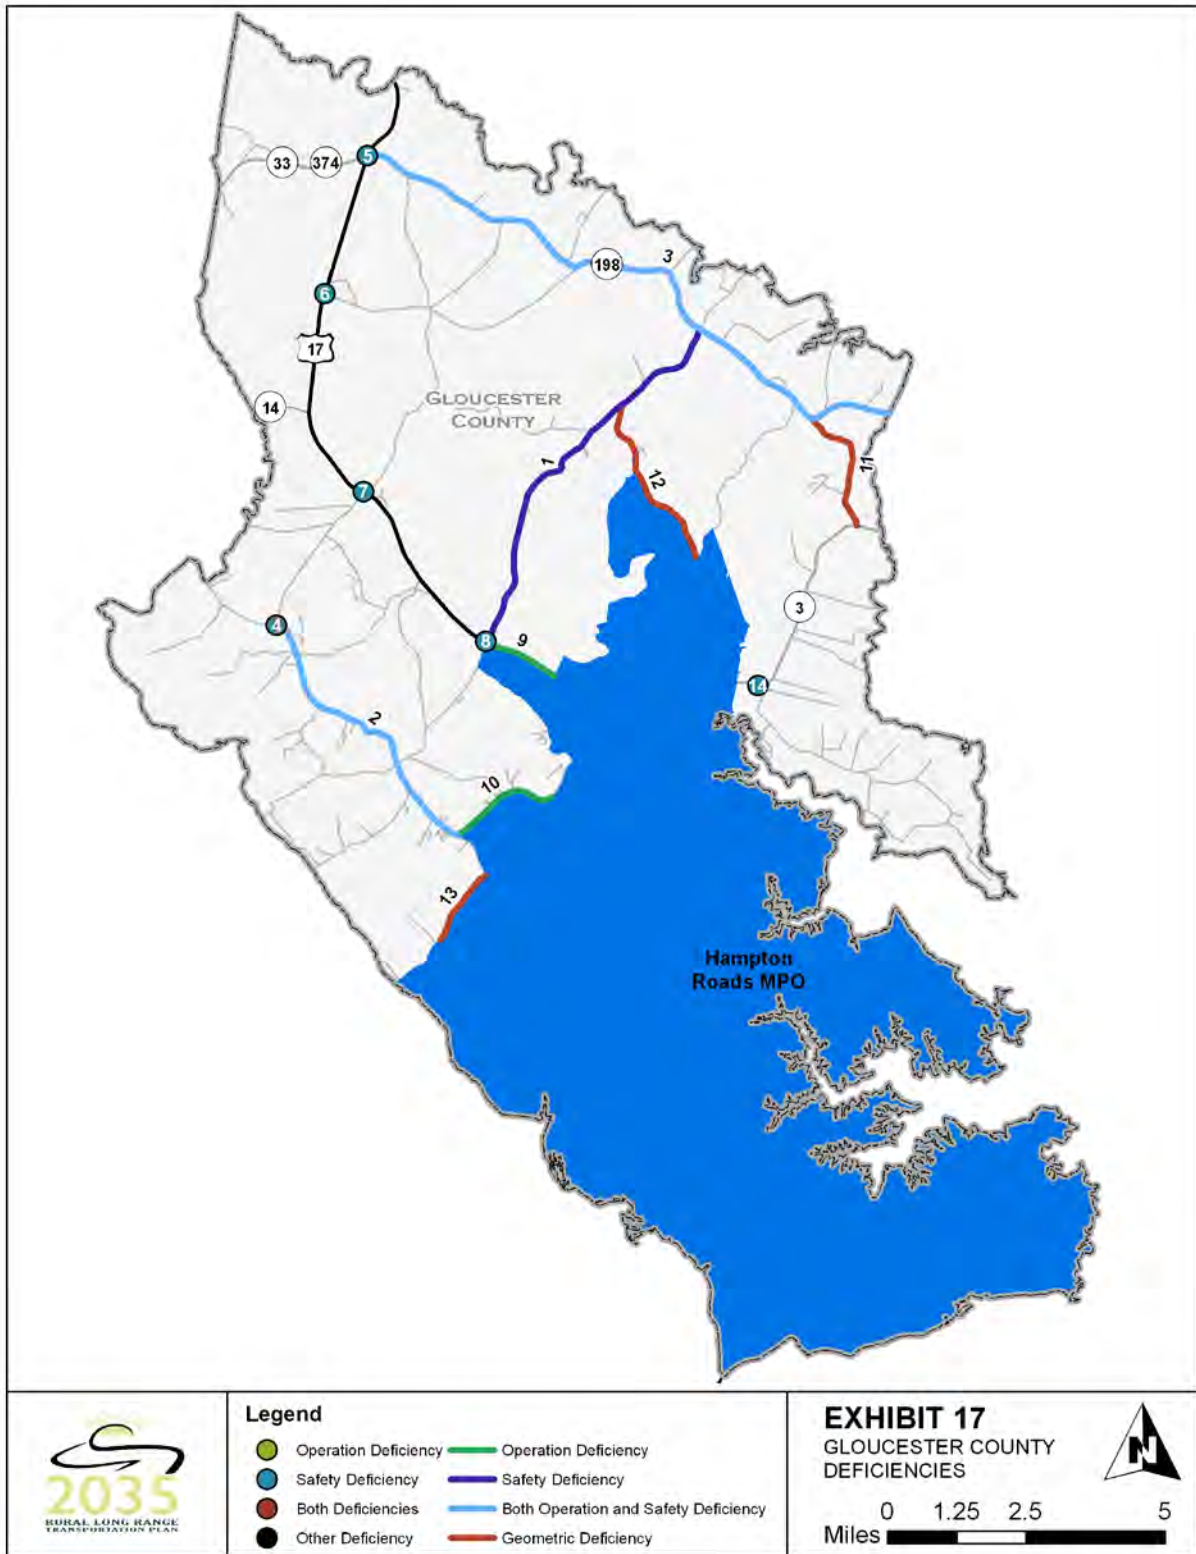 5
33
374
198
3
6
17
14
GLOUCESTER
COUNTY
1
12
11
7
3
4
8
9
14
2
10
13
Hampton
Roads MPO
2035
RURAL LONG RANGE
TRANSPORTATION PLAN
Legend
Operation Deficiency
Operation Deficiency
Safety Deficiency
Safety Deficiency
Both Deficiencies
Both Operation and Safety Deficiency
Other Deficiency
Geometric Deficiency
EXHIBIT 17
GLOUCESTER COUNTY
DEFICIENCIES
N
0 1.25 2.5 5
Miles